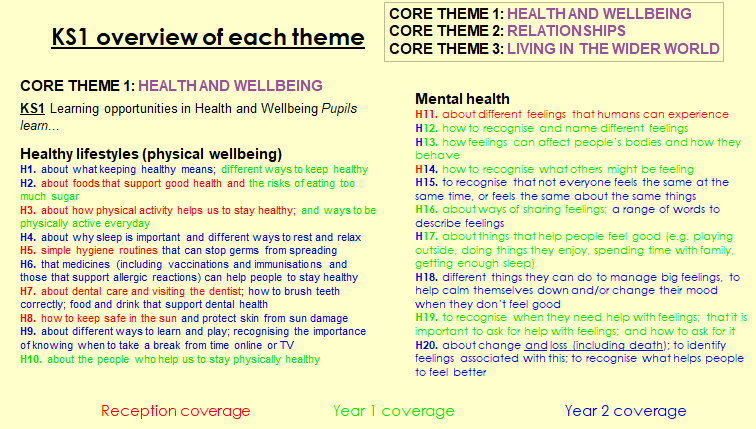 KS1 overview of each theme
CORE THEME 1: HEALTH AND WELLBEING
CORE THEME 2: RELATIONSHIPS
CORE THEME 3: LIVING IN THE WIDER WORLD
CORE THEME 1: HEALTH AND WELLBEING
KS1 Learning opportunities in Health and Wellbeing Pupils
learn…
Healthy lifestyles (physical wellbeing)
H1. about what keeping healthy means; different ways to keep healthy
H2. about foods that support good health and the risks of eating too
much sugar
H3. about how physical activity helps us to stay healthy; and ways to be
physically active everyday
H4. about why sleep is important and different ways to rest and relax
H5. simple hygiene routines that can stop germs from spreading
H6. that medicines (including vaccinations and immunisations and
those that support allergic reactions) can help people to stay healthy
H7. about dental care and visiting the dentist; how to brush teeth
correctly; food and drink that support dental health
H8. how to keep safe in the sun and protect skin from sun damage
H9. about different ways to learn and play; recognising the importance
of knowing when to take a break from time online or TV
H10. about the people who help us to stay physically healthy
Mental health
H11. about different feelings that humans can experience
H12. how to recognise and name different feelings
H13. how feelings can affect people's bodies and how they
behave
H14. how to recognise what others might be feeling
H15. to recognise that not everyone feels the same at the
same time, or feels the same about the same things
H16. about ways of sharing feelings; a range of words to
describe feelings
H17. about things that help people feel good (e.g. playing
outside, doing things they enjoy, spending time with family,
getting enough sleep)
H18. different things they can do to manage big feelings, to
help calm themselves down and/or change their mood
when they don't feel good
H19. to recognise when they need help with feelings; that it is
important to ask for help with feelings; and how to ask for it
H20. about change and loss (including death); to identify
feelings associated with this; to recognise what helps people
to feel better
Reception coverage
Year 1 coverage
Year 2 coverage